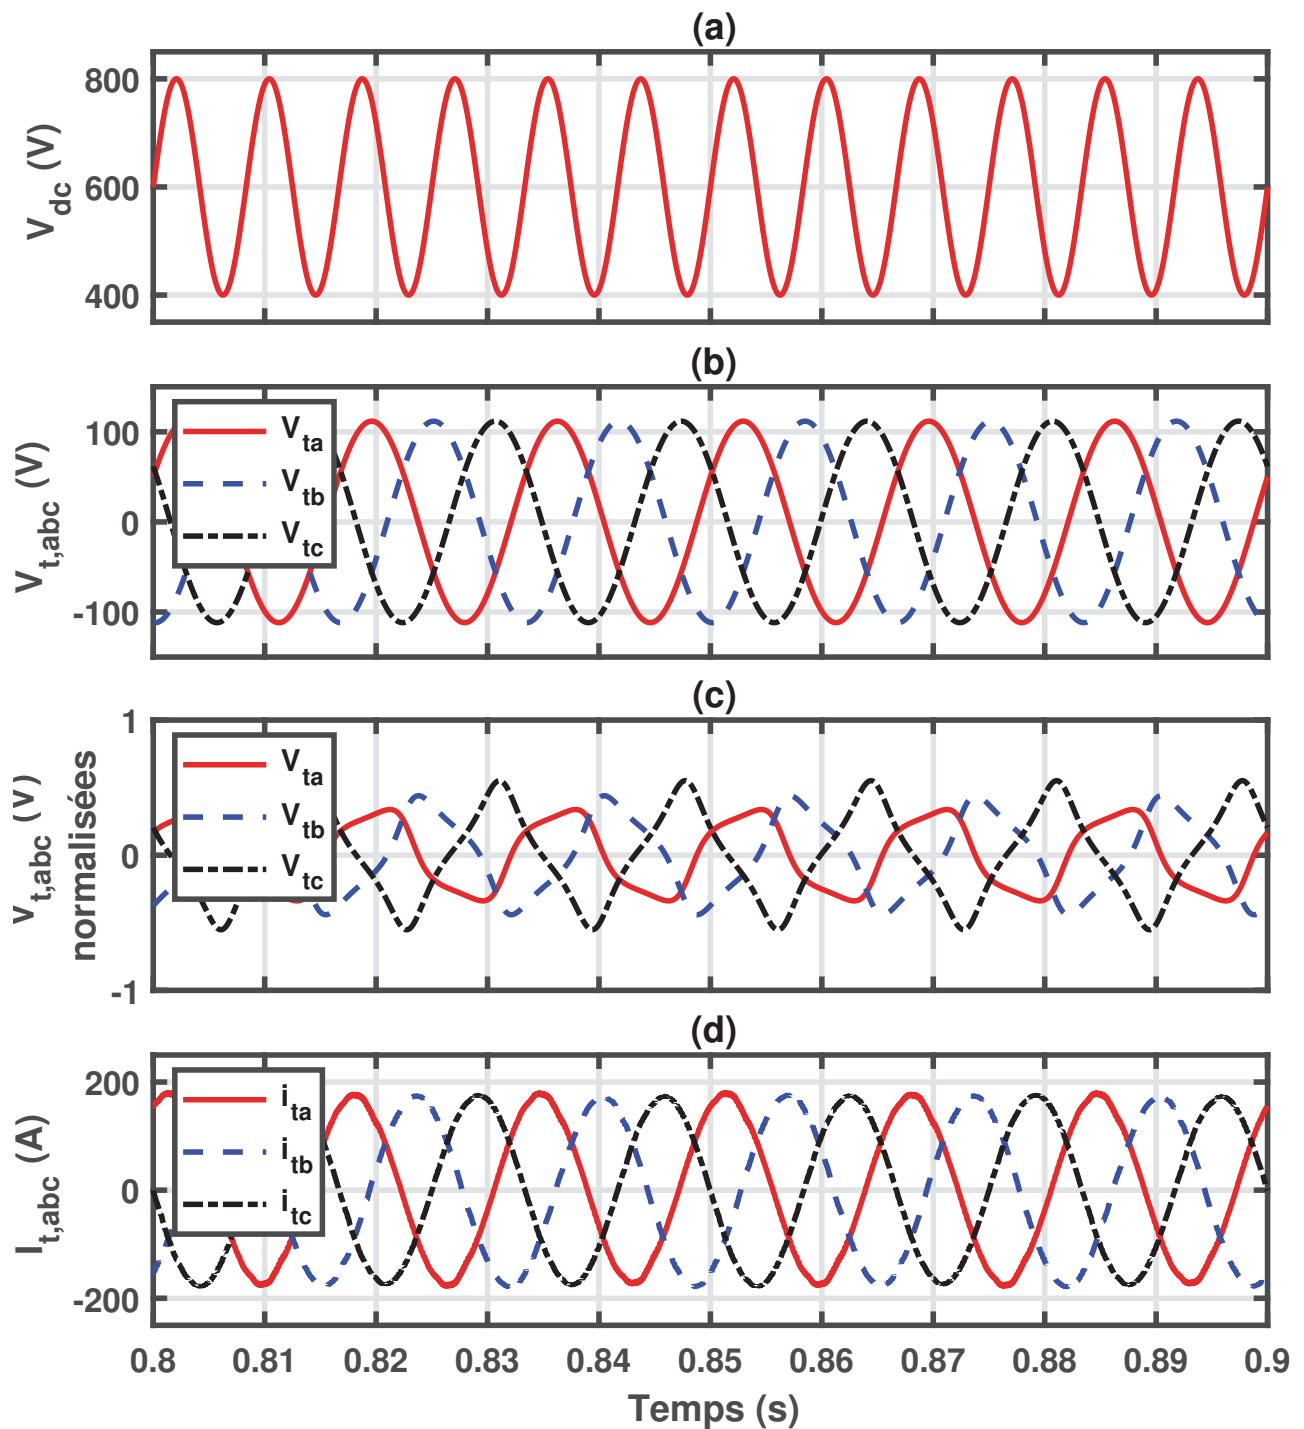 (a)
V_dc (V)
800
600
400
(b)
V_t,abc (V)
100
0
-100
V_ta
V_tb
V_tc
(c)
v_t,abc (V)
normalisées
1
0
-1
V_ta
V_tb
V_tc
(d)
I_t,abc (A)
200
0
-200
i_ta
i_tb
i_tc
0.8 0.81 0.82 0.83 0.84 0.85 0.86 0.87 0.88 0.89 0.9
Temps (s)